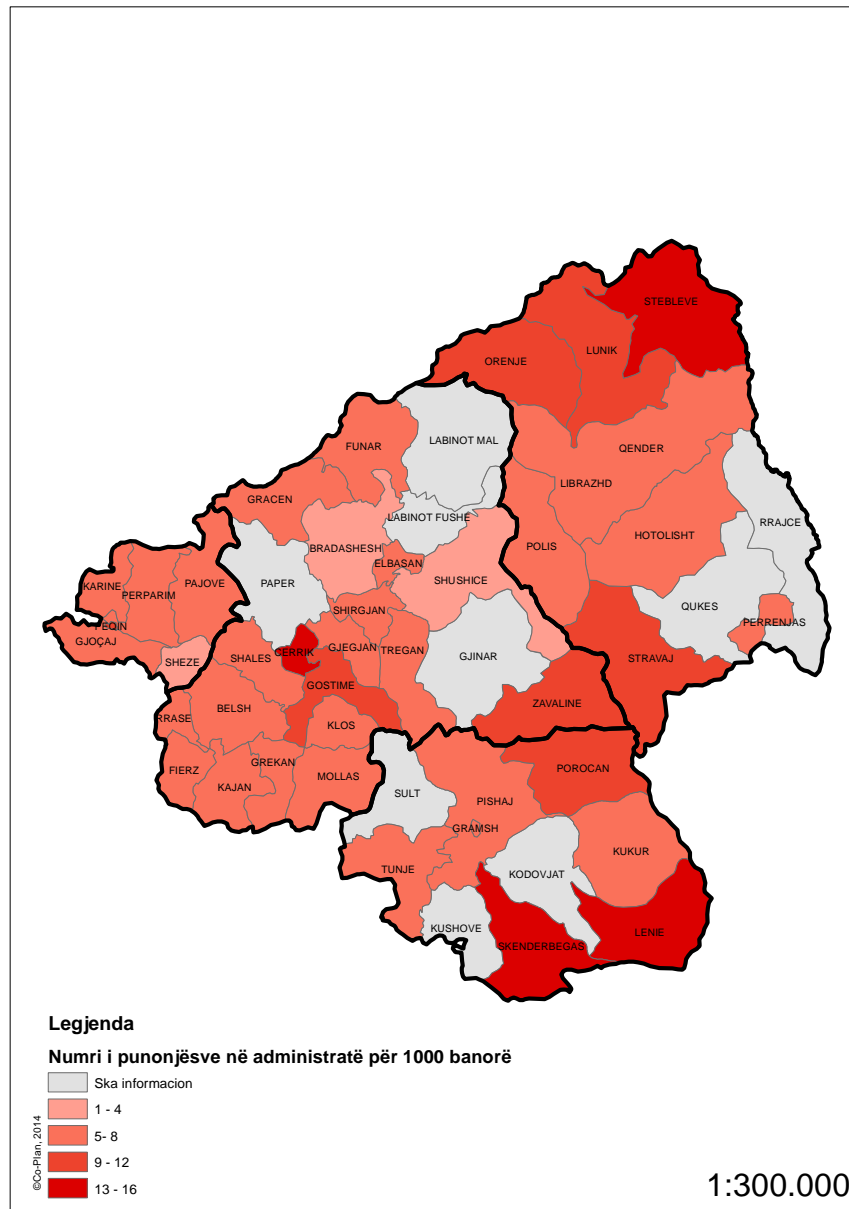 STEBLEVE
LUNIK
ORENJE
FUNAR
LABINOT MAL
QENDER
LIBRAZHD
GRACEN
LABINOT FUSHE
HOTOLISHT
RRAJCE
BRADASHESH
POLIS
ELBASAN
PAPER
SHUSHICE
KARINE
PERPARIM
PAJOVE
SHIRGJAN
QUKES
PERRENJAS
PEQIN
GJOÇAJ
SHEZE
SHALES
CERRIK
GJEGJAN
TREGAN
GJINAR
STRAVAJ
GOSTIME
ZAVALINE
BELSH
RRASE
KLOS
POROCAN
GREKAN
FIERZ
MOLLAS
KAJAN
SULT
PISHAJ
GRAMSH
KUKUR
TUNJE
KODOVJAT
KUSHOVE
SKENDERBEGAS
LENIE
Legjenda
Numri i punonjësve në administratë për 1000 banorë
Ska informacion
1 - 4
5- 8
9 - 12
13 - 16
©Co-Plan, 2014
1:300.000